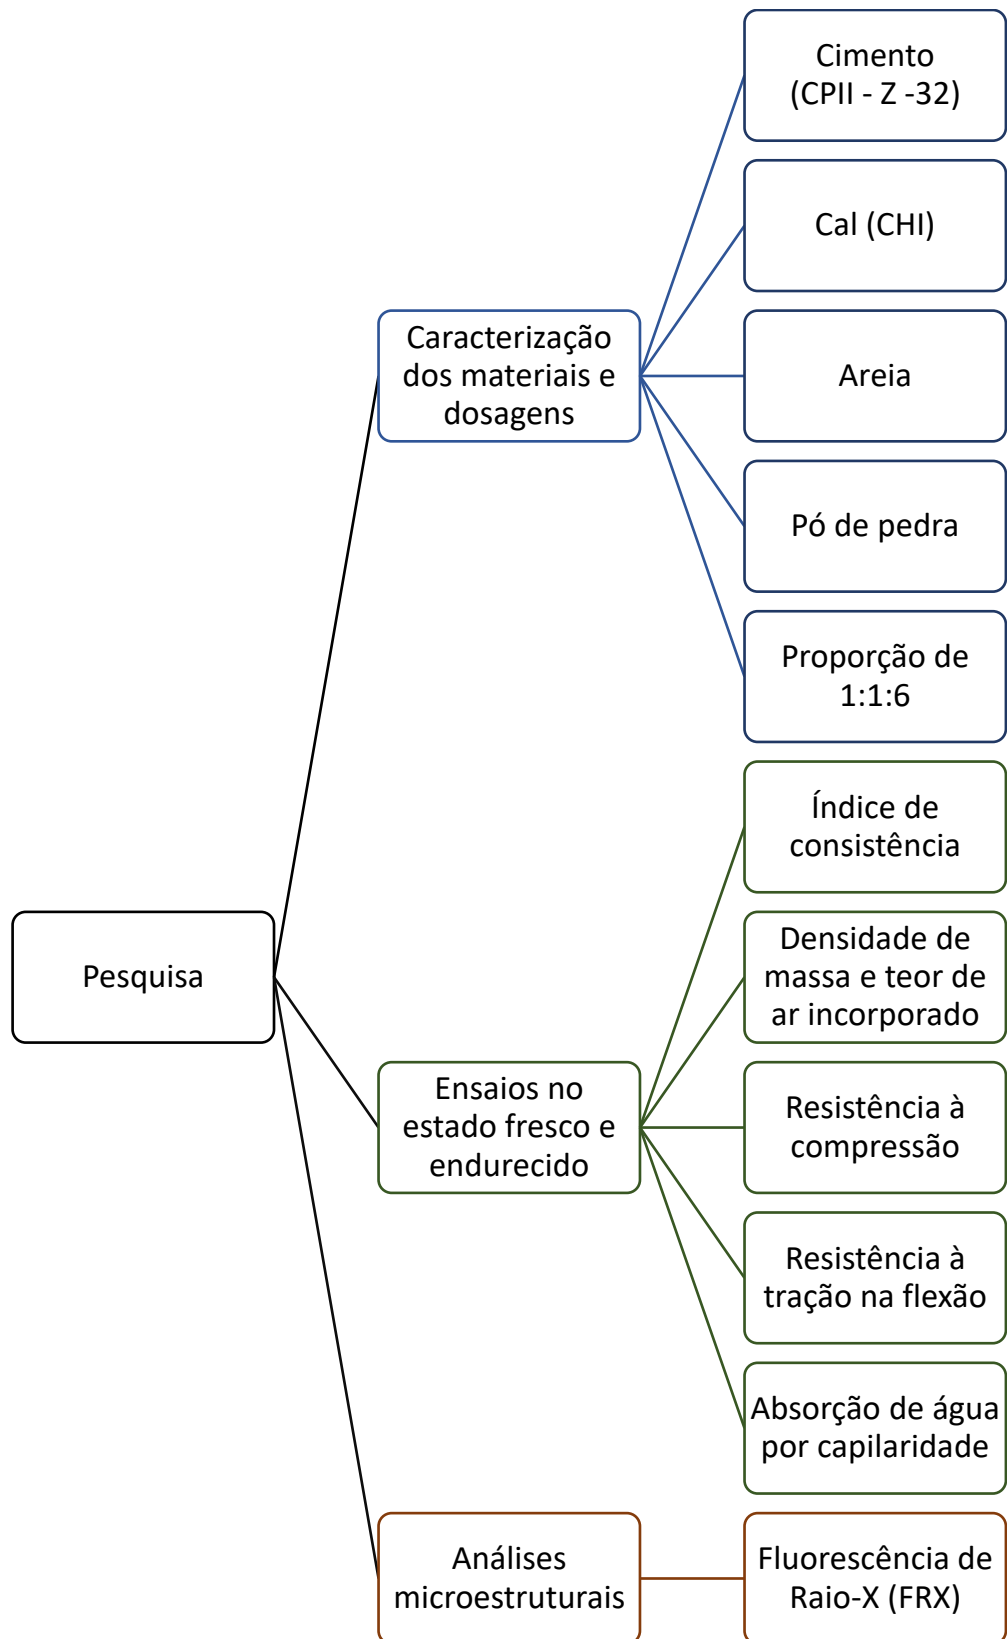 Pesquisa
Caracterização
dos materiais e
dosagens
Cimento
(CPII - Z -32)
Cal (CHI)
Areia
Pó de pedra
Proporção de
1:1:6
Ensaios no
estado fresco e
endurecido
Índice de
consistência
Densidade de
massa e teor de
ar incorporado
Resistência à
compressão
Resistência à
tração na flexão
Absorção de água
por capilaridade
Análises
microestruturais
Fluorescência de
Raio-X (FRX)